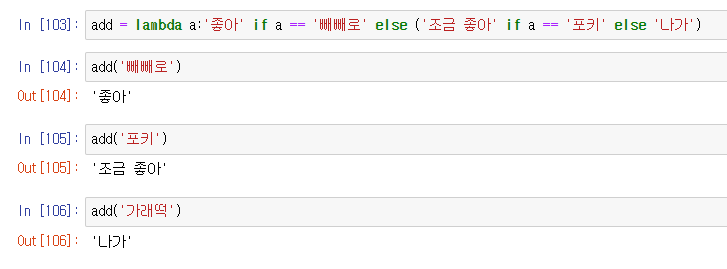 In [103]: add = lambda a:'좋아' if a == '빼빼로' else ('조금 좋아' if a == '포키' else '나가')
In [104]: add('빼빼로')
Out[104]: '좋아'
In [105]: add('포키')
Out[105]: '조금 좋아'
In [106]: add('가래떡')
Out[106]: '나가'